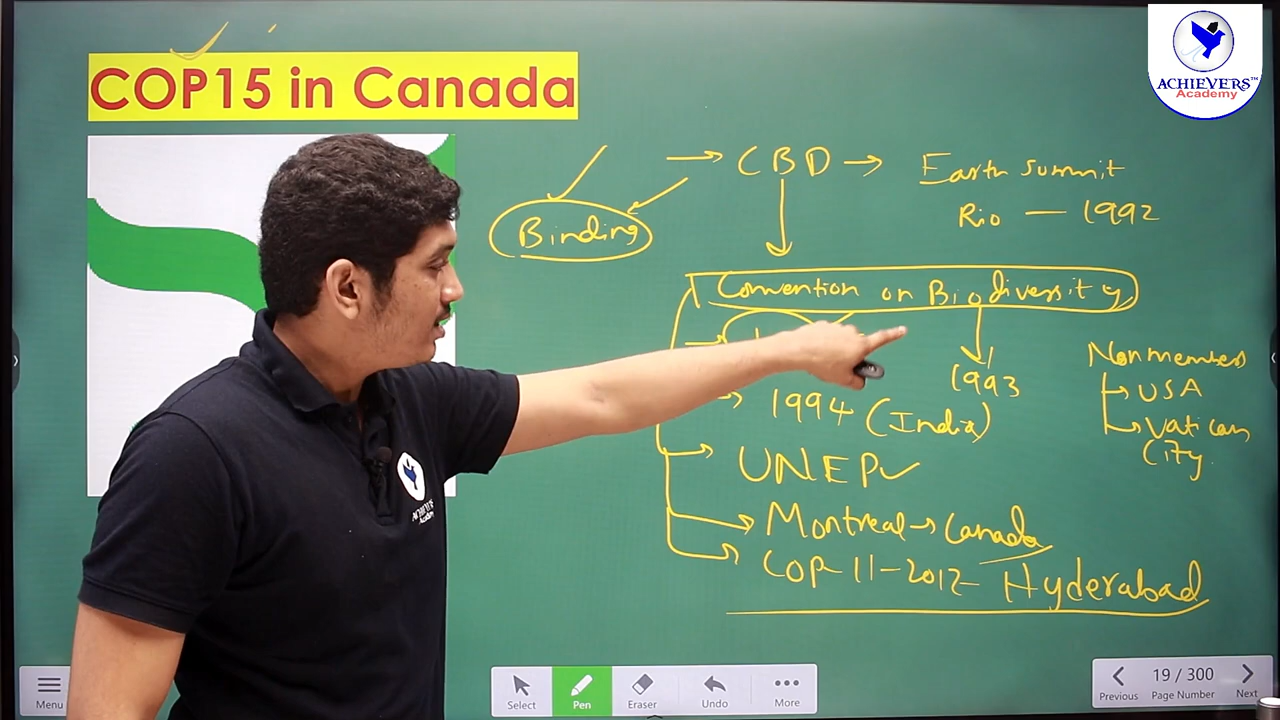 COP15 in Canada
ACHIEVERS™
Academy
→ CBD → Earth Summit
Rio — 1992
Binding
Convention on Biodiversity
1993
1994 (India)
UNEP
Montreal → Canada
COP-11-2012- Hyderabad
Nonmembers
→ USA
→ Vatican
City.
ACHIEVERS
Academy
Menu
Select
Pen
Eraser
Undo
More
19 / 300
Previous
Page Number
Next